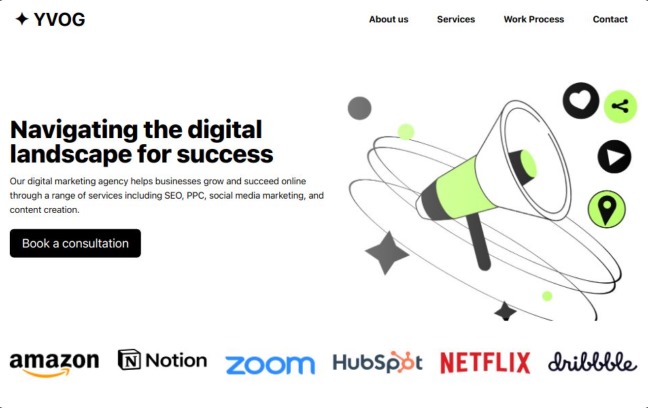 YVOG
About us
Services
Work Process
Contact
Navigating the digital
landscape for success
Our digital marketing agency helps businesses grow and succeed online
through a range of services including SEO, PPC, social media marketing, and
content creation.
Book a consultation
amazon
Notion
zoom
HubSpot
NETFLIX
dribbble